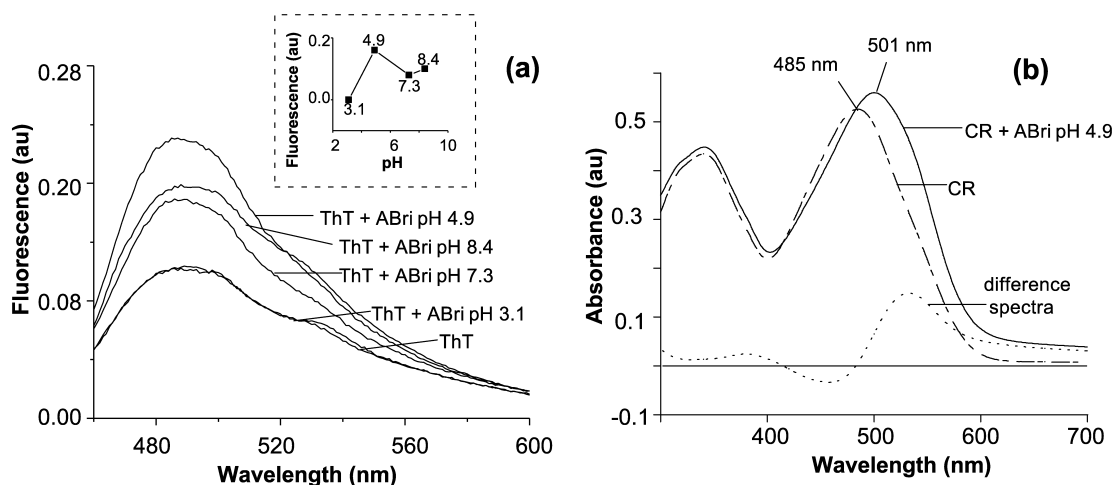 (a)
Fluorescence (au)
0.28
0.20
0.08
0.00
480
520
560
600
Wavelength (nm)
ThT + ABri pH 4.9
ThT + ABri pH 8.4
ThT + ABri pH 7.3
ThT + ABri pH 3.1
ThT
Fluorescence (au)
0.2
0.0
4.9
8.4
7.3
3.1
2
4
6
8
10
pH
(b)
485 nm
501 nm
CR + ABri pH 4.9
CR
difference
spectra
Absorbance (au)
0.5
0.3
0.1
-0.1
400
500
600
700
Wavelength (nm)